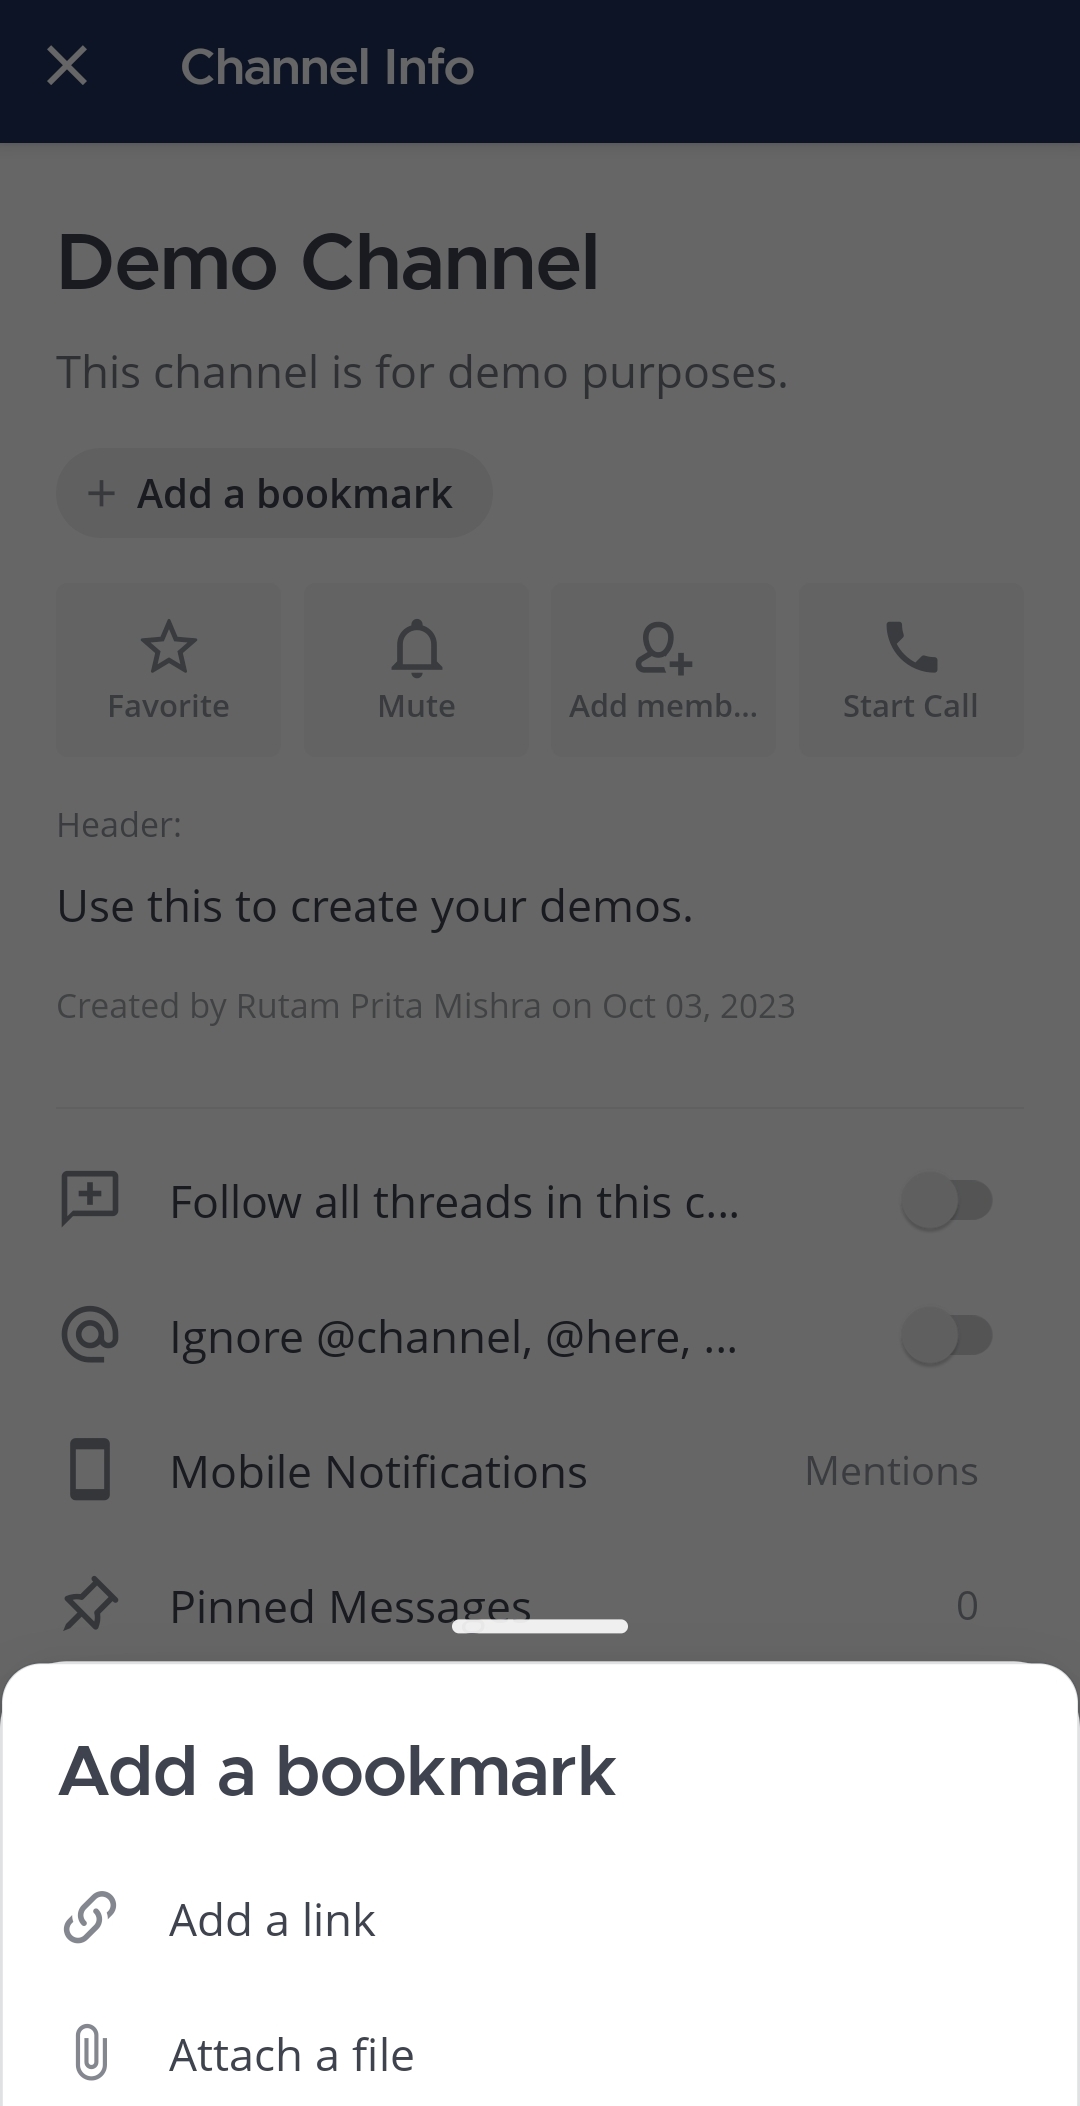 Channel Info
Demo Channel
This channel is for demo purposes.
+ Add a bookmark
Favorite
Mute
Add memb...
Start Call
Header:
Use this to create your demos.
Created by Rutam Prita Mishra on Oct 03, 2023
Follow all threads in this c...
Ignore @channel, @here, ...
Mobile Notifications Mentions
Pinned Messages 0
Add a bookmark
Add a link
Attach a file